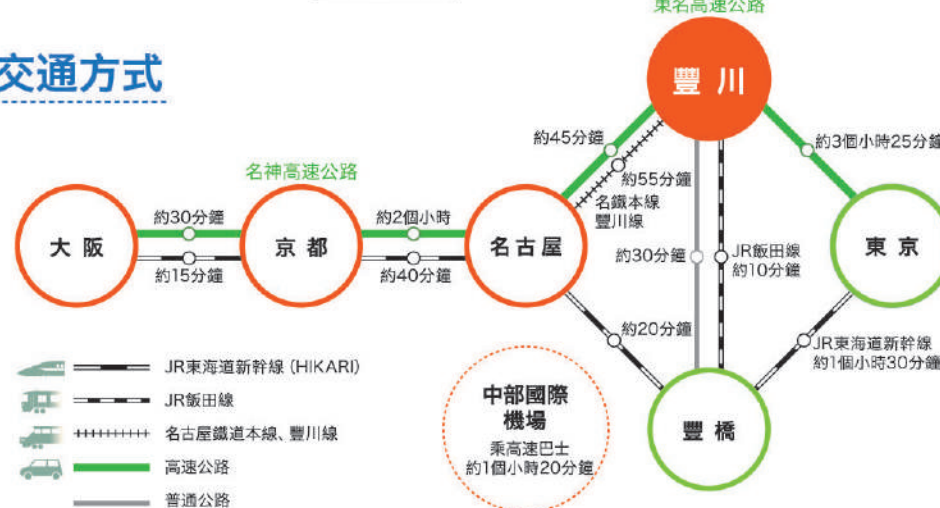 東名高速公路
交通方式
豐川
約45分鐘
約3個小時25分鐘
名神高速公路
約55分鐘
名鐵本線
豐川線
約30分鐘
約2個小時
大阪
京都
名古屋
東京
約30分鐘
JR飯田線
約10分鐘
約15分鐘
約40分鐘
約20分鐘
JR東海道新幹線
約1個小時30分鐘
JR東海道新幹線 (HIKARI)
JR飯田線
名古屋鐵道本線、豐川線
高速公路
普通公路
中部國際
機場
乘高速巴士
約1個小時20分鐘
豐橋